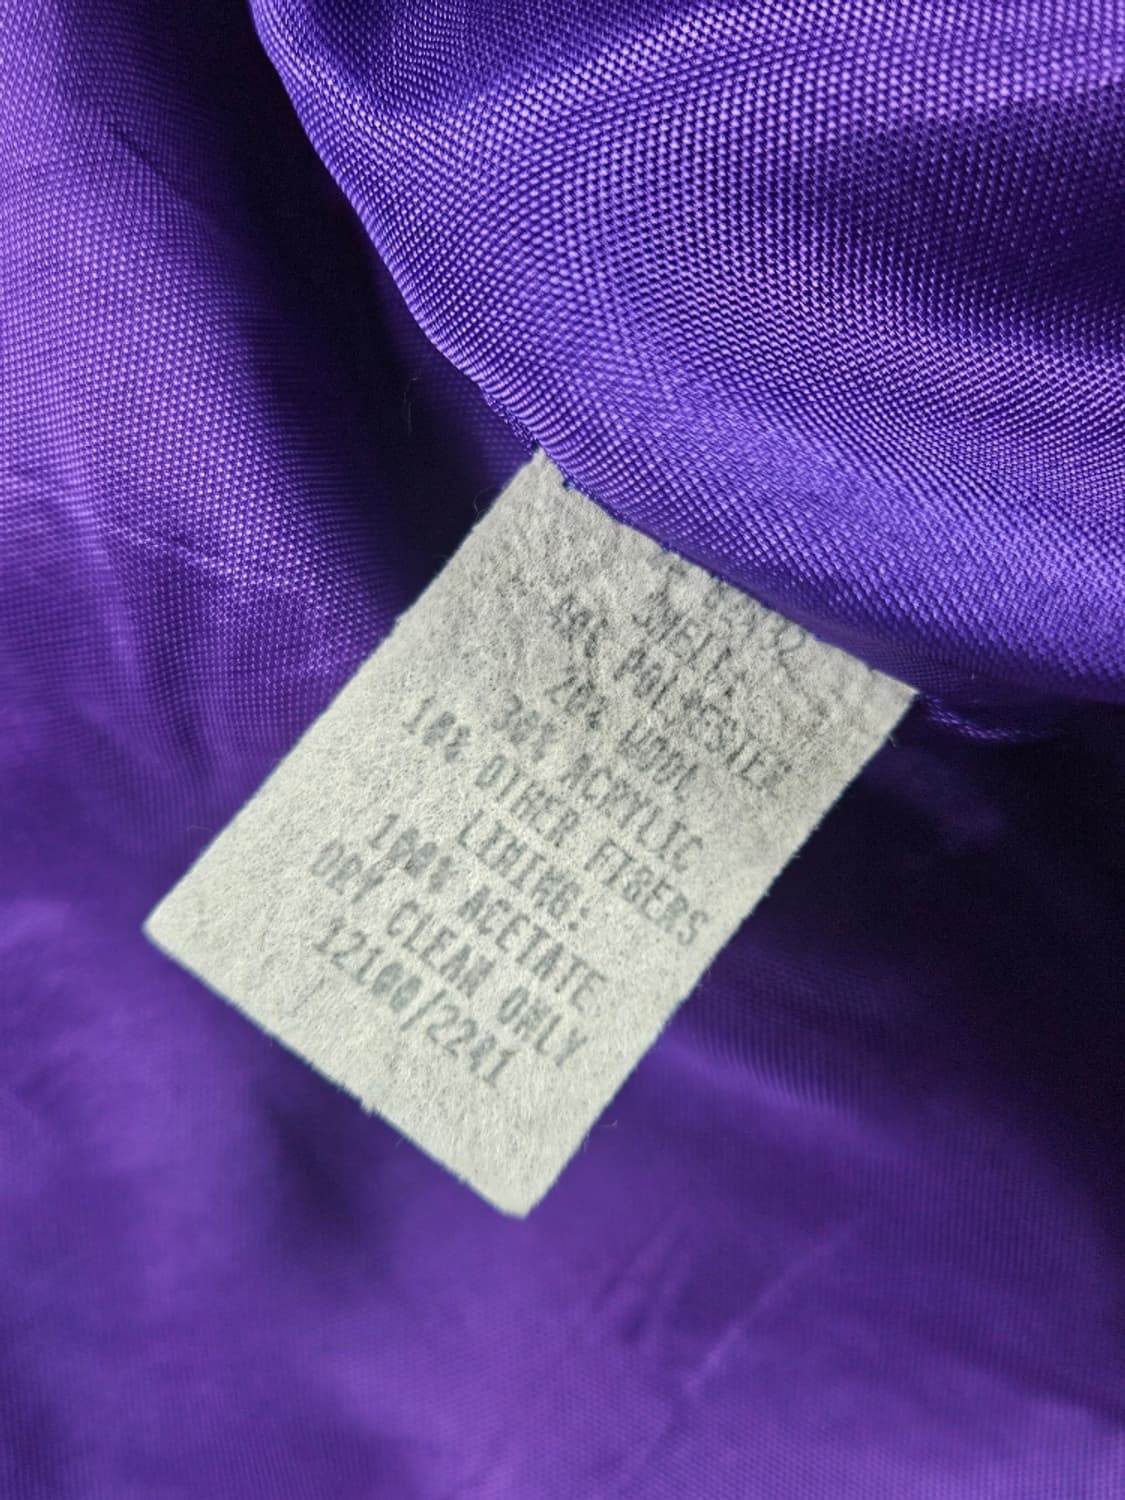 SHELL
40% POLYESTER
20% WOOL
30% ACRYLIC
10% OTHER FIBERS
LINING:
100% ACETATE
DRY CLEAN ONLY
12100/2241